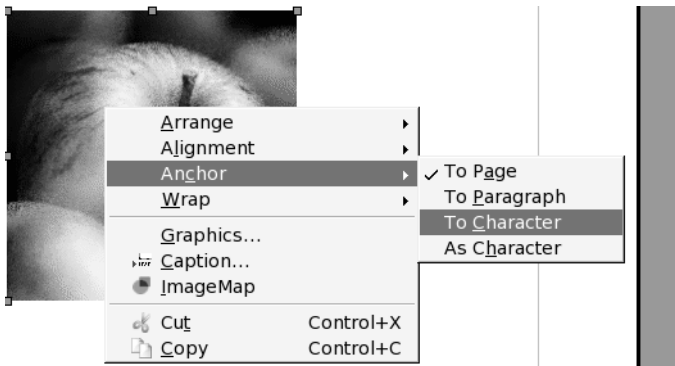 Arrange
Alignment
Anchor
Wrap
Graphics...
Caption...
ImageMap
Cut Control+X
Copy Control+C
To Page
To Paragraph
To Character
As Character